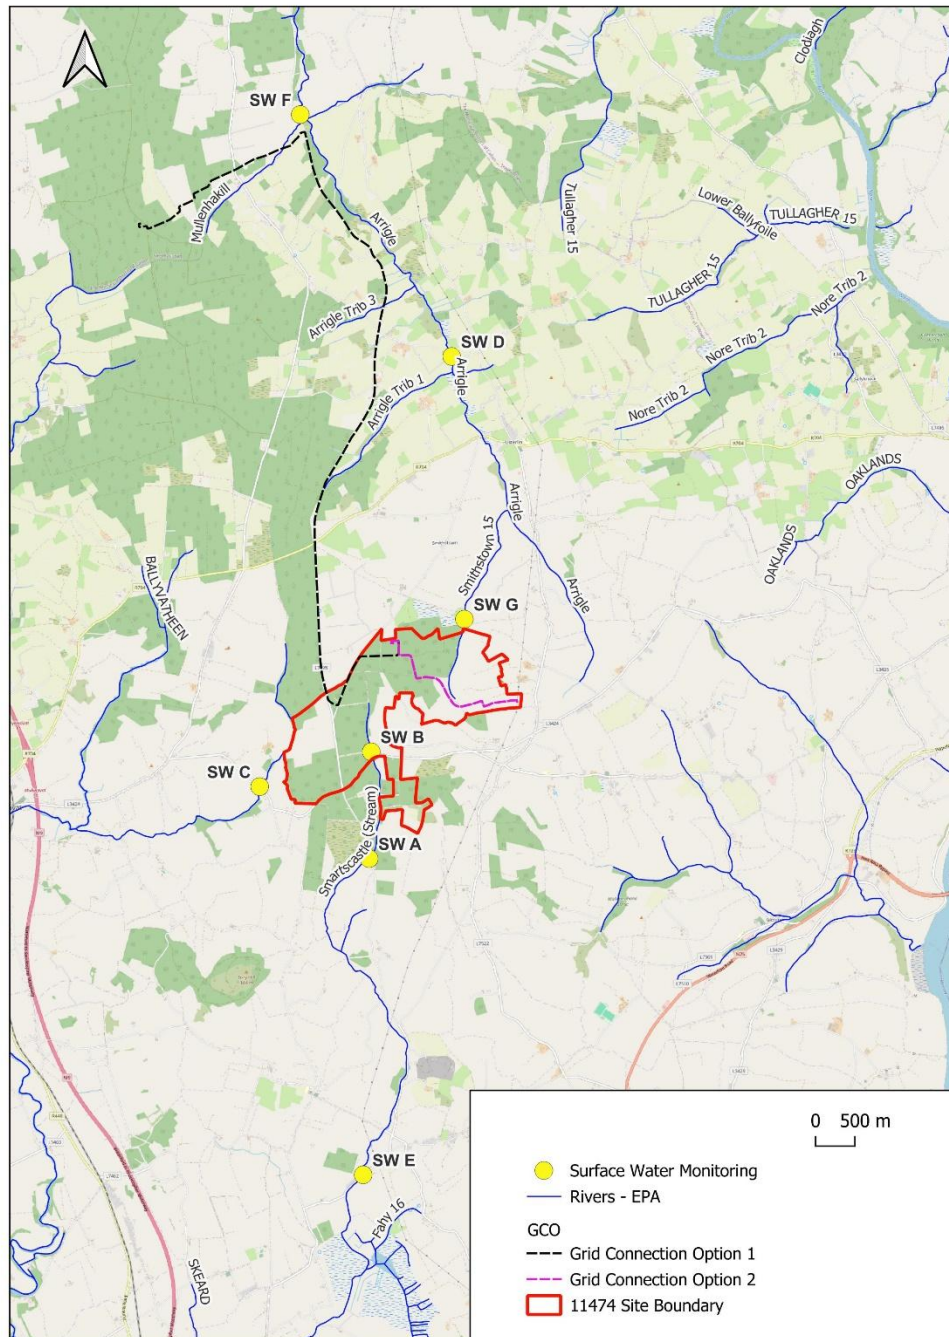 Clodiagh
SW F
Mullenhakill
Arrigle
Tullagher 15
Lower Ballyfoile
TULLAGHER 15
TULLAGHER 15
Nore Trib 2
Nore Trib 2
Nore Trib 2
Arrigle Trib 3
SW D
Arrigle
Arrigle Trib 1
R704
R704
Arrigle
OAKLANDS
OAKLANDS
Smithstown 15
BALLYVATHEEN
SW G
Arrigle
SW B
SW C
Smartscastle (Stream)
SW A
SW E
Fahy 16
SKEARD
0 500 m
Surface Water Monitoring
Rivers - EPA
GCO
Grid Connection Option 1
Grid Connection Option 2
11474 Site Boundary